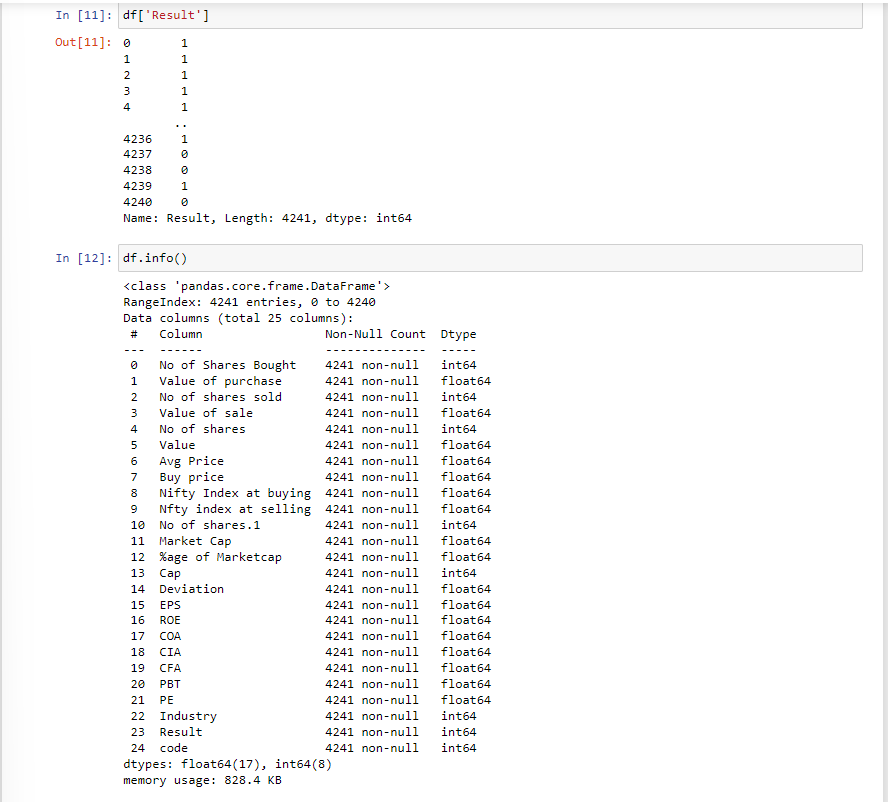 In [11]: df['Result']
Out[11]: 0       1
1       1
2       1
3       1
4       1
..
4236    1
4237    0
4238    0
4239    1
4240    0
Name: Result, Length: 4241, dtype: int64
In [12]: df.info()
<class 'pandas.core.frame.DataFrame'>
RangeIndex: 4241 entries, 0 to 4240
Data columns (total 25 columns):
 #   Column                 Non-Null Count  Dtype
---  ------                 --------------  -----
 0   No of Shares Bought    4241 non-null   int64
 1   Value of purchase      4241 non-null   float64
 2   No of shares sold      4241 non-null   int64
 3   Value of sale          4241 non-null   float64
 4   No of shares           4241 non-null   int64
 5   Value                  4241 non-null   float64
 6   Avg Price              4241 non-null   float64
 7   Buy price              4241 non-null   float64
 8   Nifty Index at buying  4241 non-null   float64
 9   Nfty index at selling  4241 non-null   float64
 10  No of shares.1         4241 non-null   int64
 11  Market Cap             4241 non-null   float64
 12  %age of Marketcap      4241 non-null   float64
 13  Cap                    4241 non-null   int64
 14  Deviation              4241 non-null   float64
 15  EPS                    4241 non-null   float64
 16  ROE                    4241 non-null   float64
 17  COA                    4241 non-null   float64
 18  CIA                    4241 non-null   float64
 19  CFA                    4241 non-null   float64
 20  PBT                    4241 non-null   float64
 21  PE                     4241 non-null   float64
 22  Industry               4241 non-null   int64
 23  Result                 4241 non-null   int64
 24  code                   4241 non-null   int64
dtypes: float64(17), int64(8)
memory usage: 828.4 KB